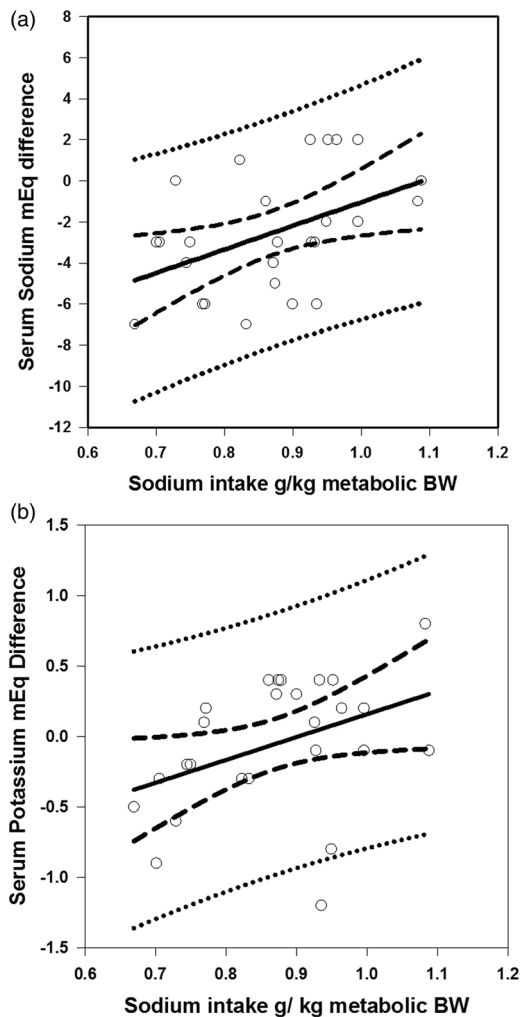 (a)
Serum Sodium mEq difference
8
6
4
2
0
-2
-4
-6
-8
-10
-12
0.6 0.7 0.8 0.9 1.0 1.1 1.2
Sodium intake g/kg metabolic BW
(b)
Serum Potassium mEq Difference
1.5
1.0
0.5
0.0
-0.5
-1.0
-1.5
0.6 0.7 0.8 0.9 1.0 1.1 1.2
Sodium intake g/ kg metabolic BW